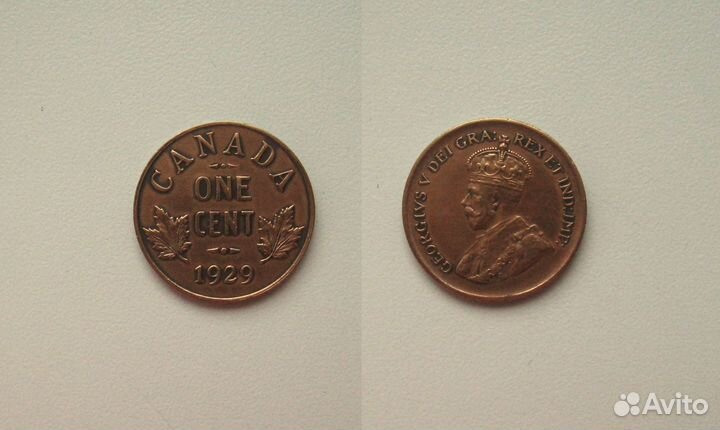 CANADA
ONE
CENT
1929
GEORGIVS V DEI GRA: REX ET IND:IMP:
Avito